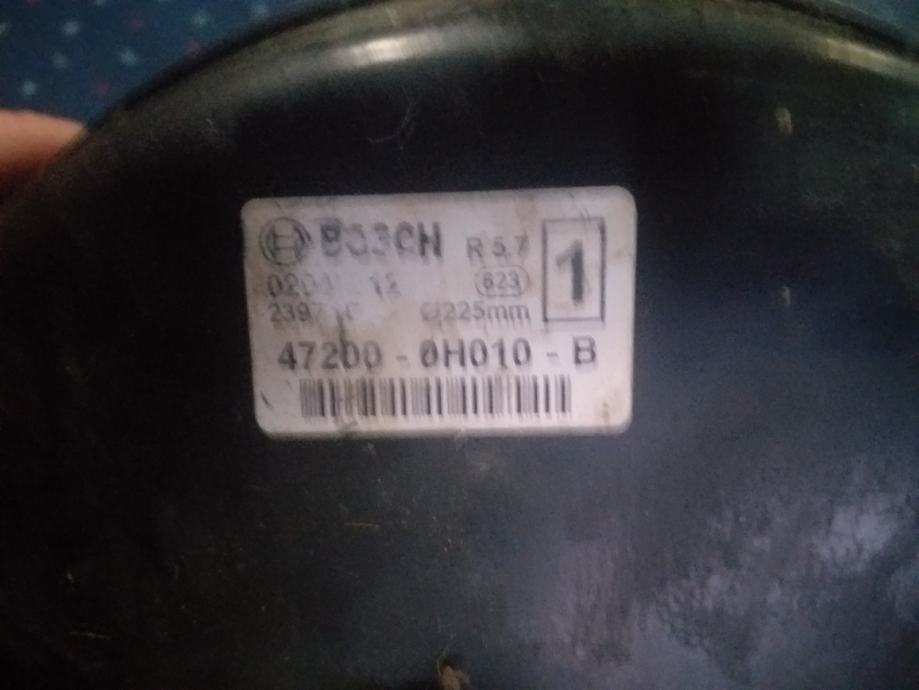 BOSCH R 5,7 1
623
Ø225mm
47200 - 0H010 - B